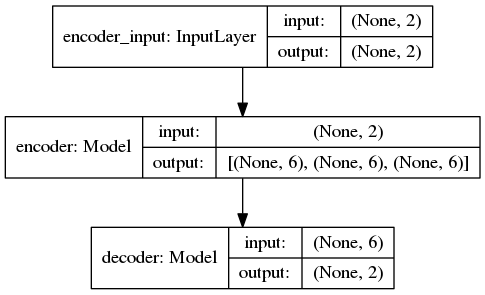 encoder_input: InputLayer
input: (None, 2)
output: (None, 2)
encoder: Model
input: (None, 2)
output: [(None, 6), (None, 6), (None, 6)]
decoder: Model
input: (None, 6)
output: (None, 2)